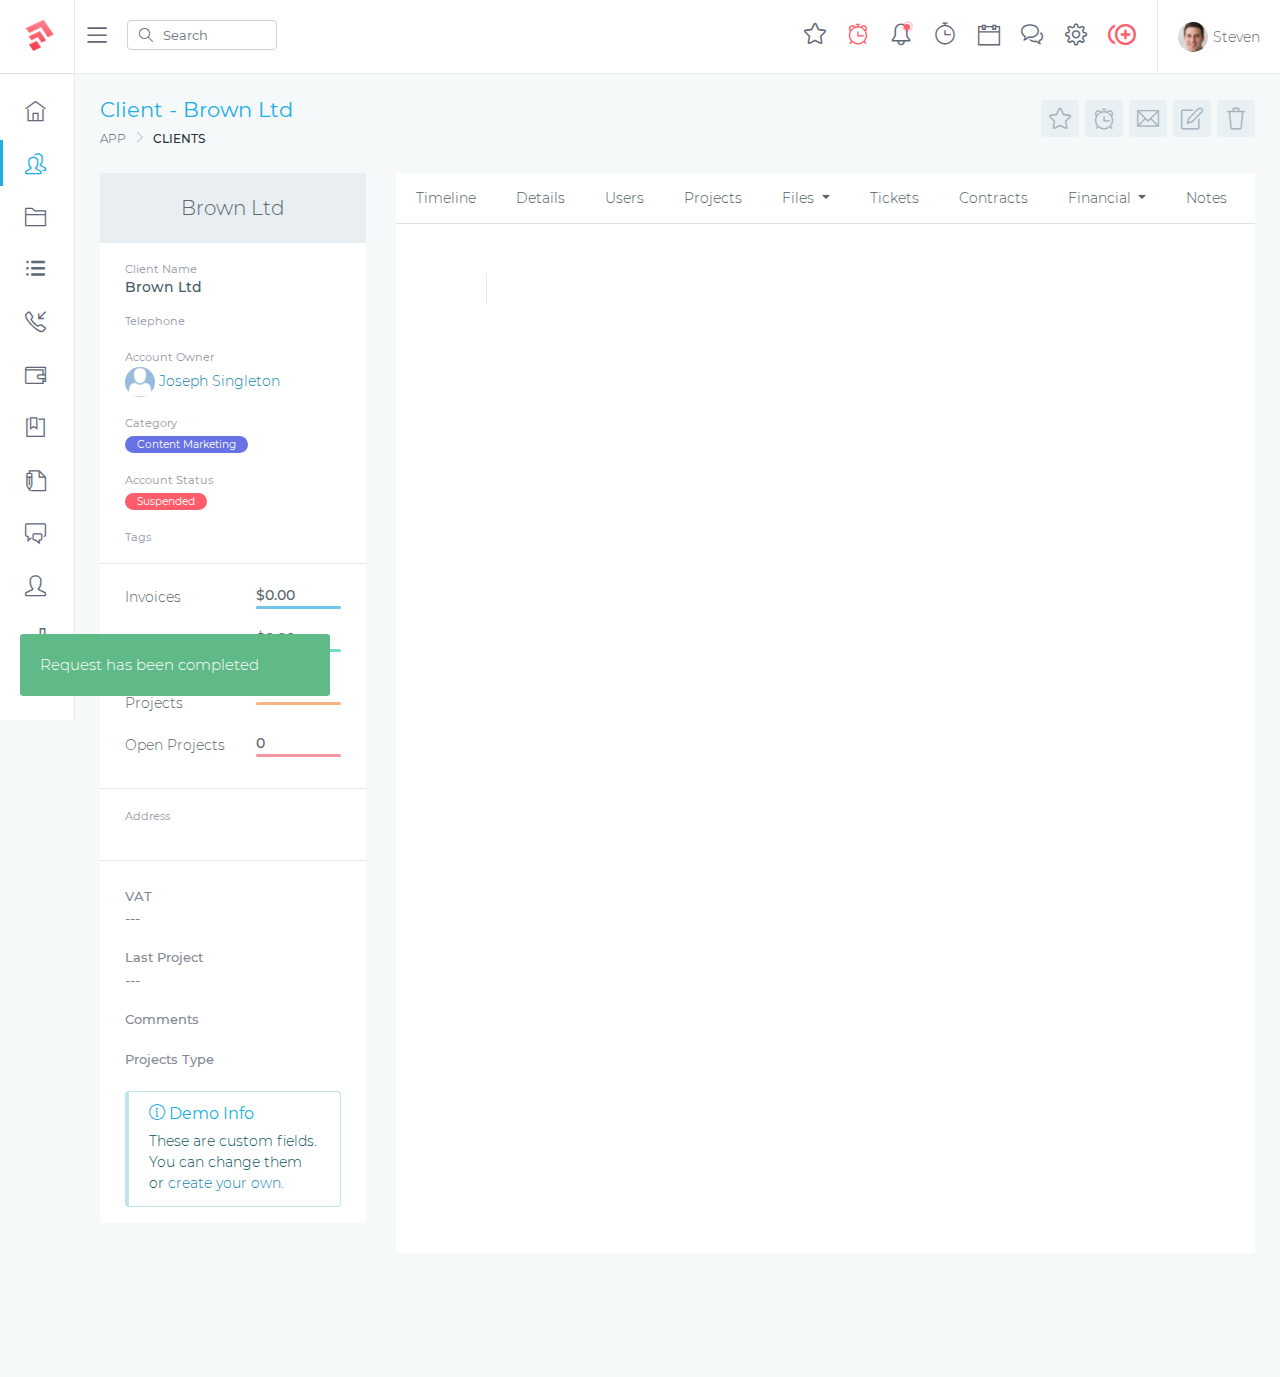 Search
Steven
Client - Brown Ltd
APP
CLIENTS
Brown Ltd
Client Name
Brown Ltd
Telephone
Account Owner
Joseph Singleton
Category
Content Marketing
Account Status
Suspended
Tags
Invoices
$0.00
Request has been completed
Projects
Open Projects
0
Address
VAT
---
Last Project
---
Comments
Projects Type
Demo Info
These are custom fields.
You can change them
or create your own.
Timeline
Details
Users
Projects
Files
Tickets
Contracts
Financial
Notes